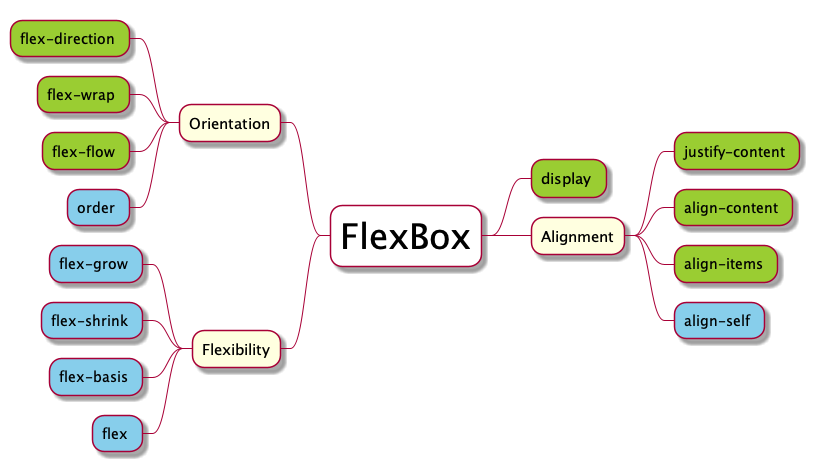 flex-direction
flex-wrap
flex-flow
order
Orientation
flex-grow
flex-shrink
flex-basis
flex
Flexibility
FlexBox
display
Alignment
justify-content
align-content
align-items
align-self